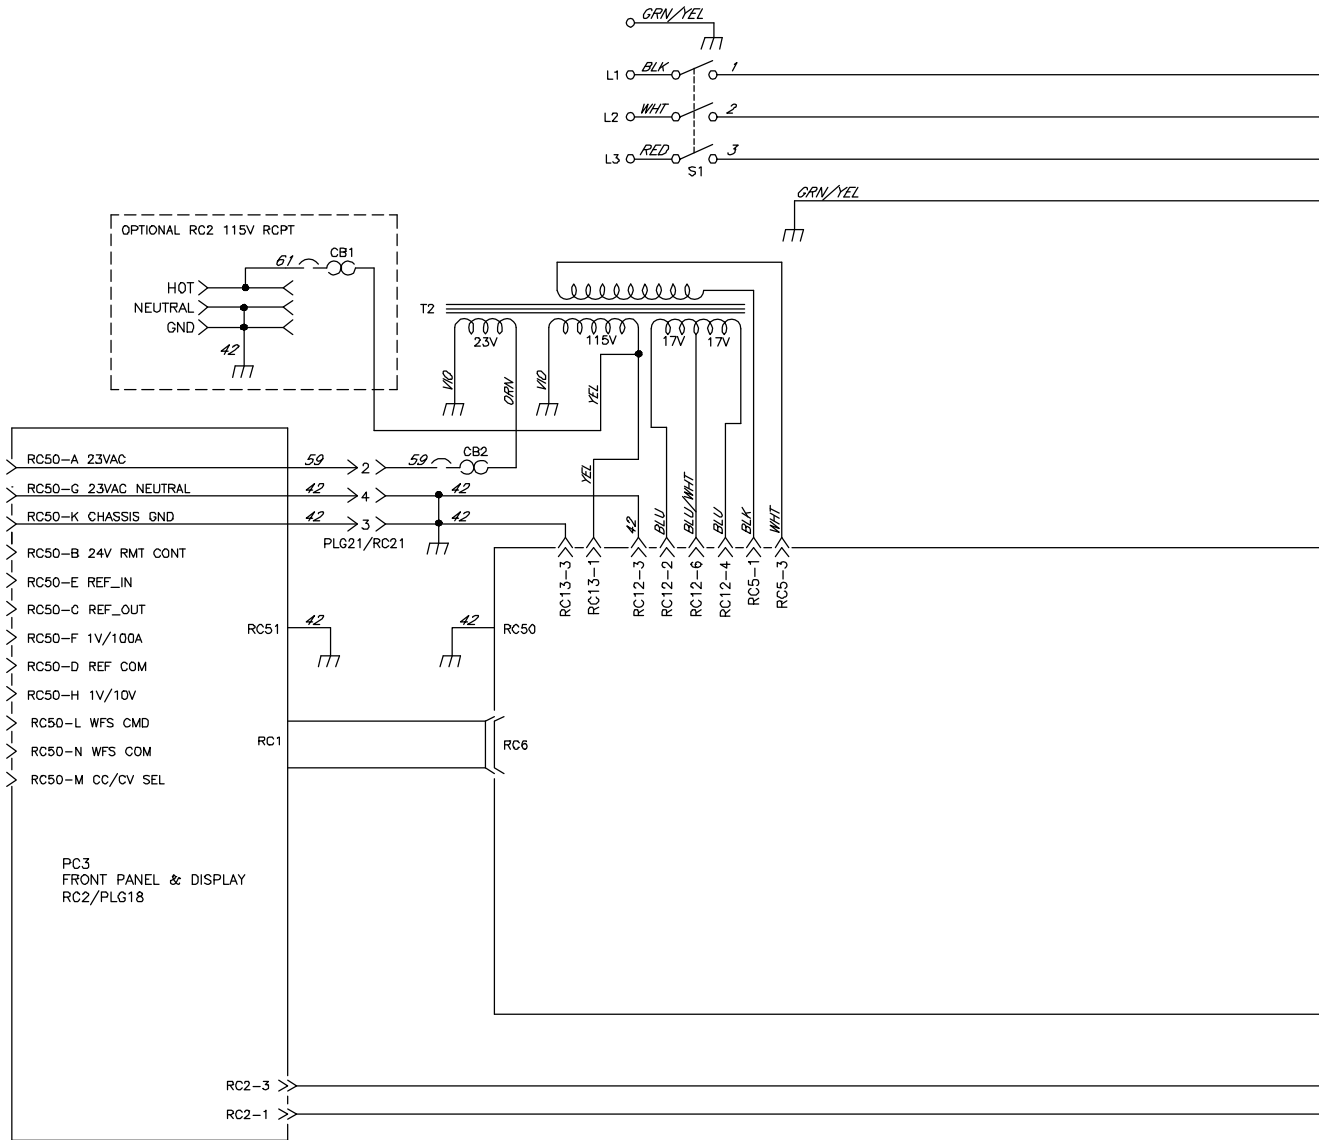 GRN/YEL
L1 BLK 1
L2 WHT 2
L3 RED 3
S1
GRN/YEL
OPTIONAL RC2 115V RCPT
61 CB1
HOT
NEUTRAL
GND
42
T2
23V 115V 17V 17V
VIO ORN VIO YEL
RC50-A 23VAC 59 2 59 CB2
RC50-G 23VAC NEUTRAL 42 4 42
RC50-K CHASSIS GND 42 3 42
PLG21/RC21
YEL 42 BLU BLU/WHT BLU BLK WHT
RC13-3 RC13-1 RC12-3 RC12-2 RC12-6 RC12-4 RC5-1 RC5-3
RC50-B 24V RMT CONT
RC50-E REF_IN
RC50-C REF_OUT
RC50-F 1V/100A
RC50-D REF COM
RC50-H 1V/10V
RC50-L WFS CMD
RC50-N WFS COM
RC50-M CC/CV SEL
RC51 42 42 RC50
RC1 RC6
PC3
FRONT PANEL & DISPLAY
RC2/PLG18
RC2-3
RC2-1